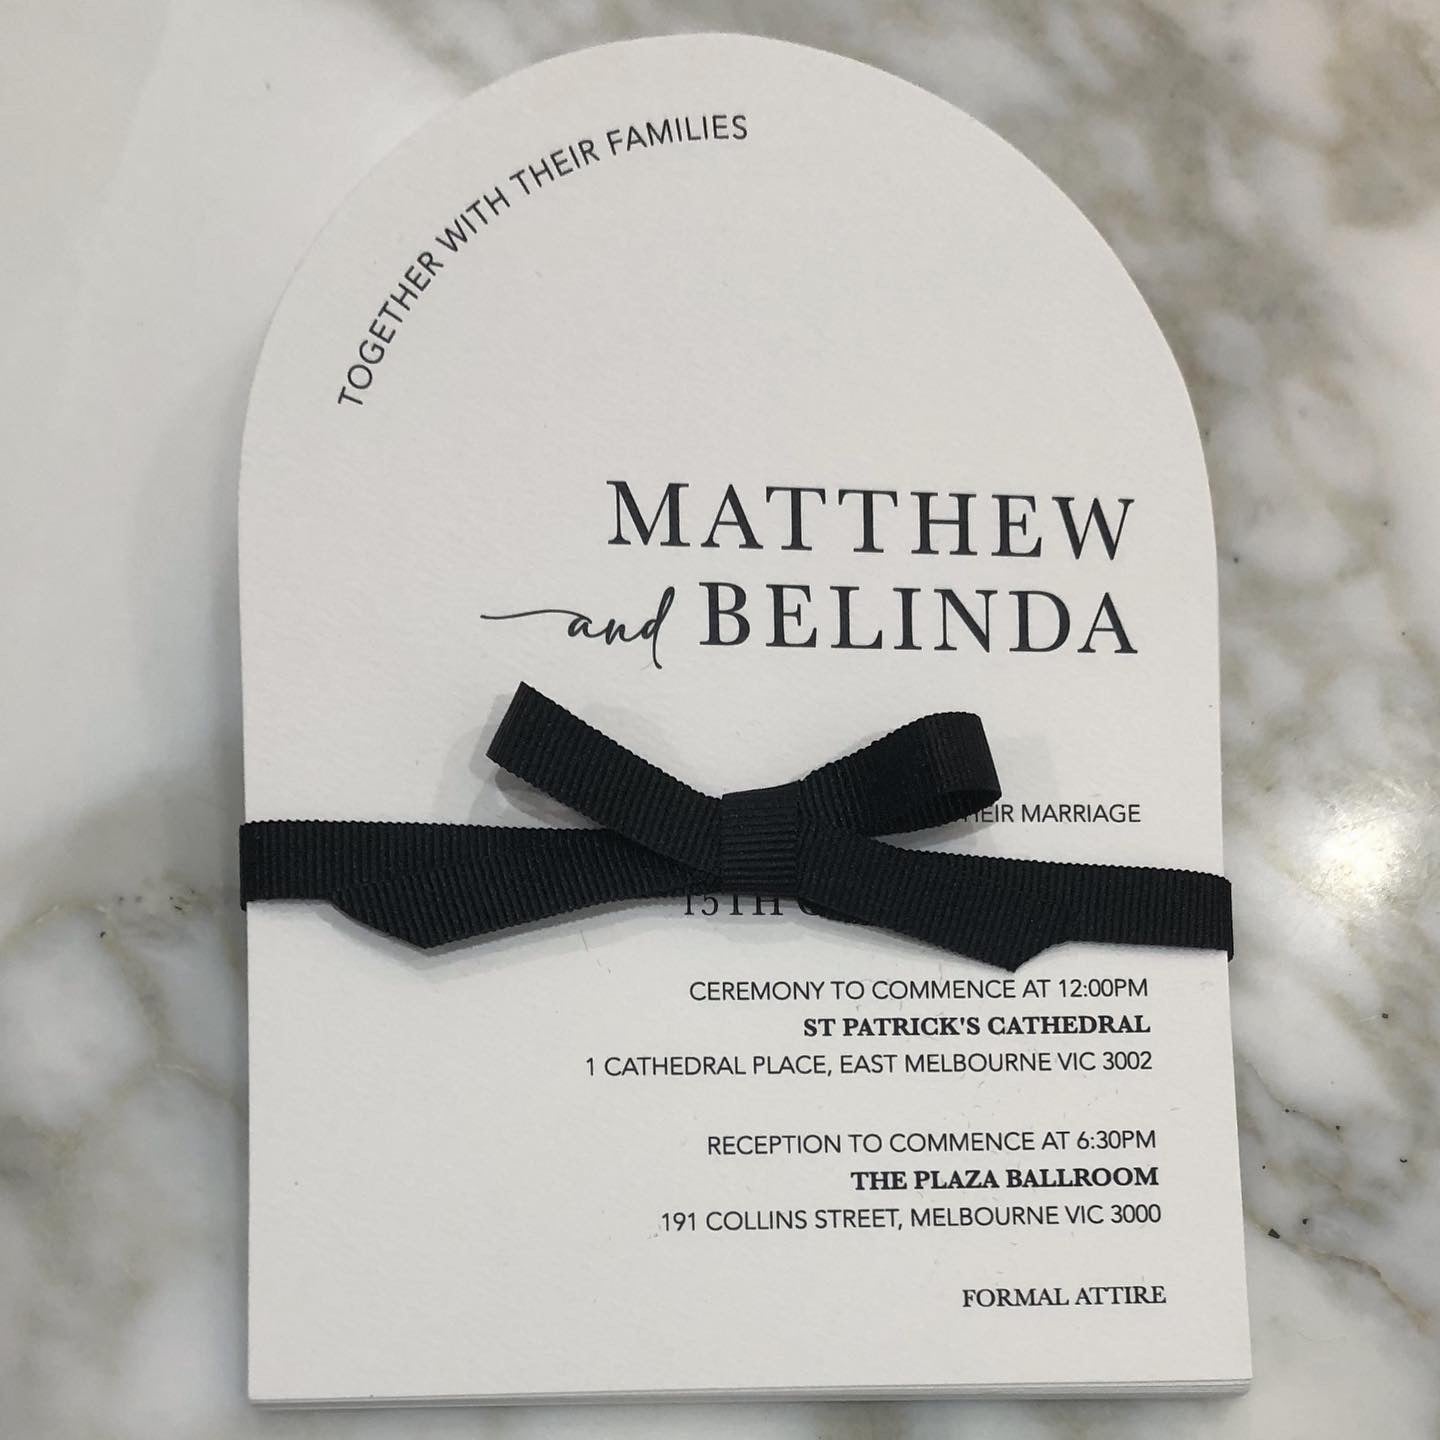 TOGETHER WITH THEIR FAMILIES
MATTHEW
and BELINDA
MARRIAGE
15TH
CEREMONY TO COMMENCE AT 12:00PM
ST PATRICK'S CATHEDRAL
1 CATHEDRAL PLACE, EAST MELBOURNE VIC 3002
RECEPTION TO COMMENCE AT 6:30PM
THE PLAZA BALLROOM
191 COLLINS STREET, MELBOURNE VIC 3000
FORMAL ATTIRE